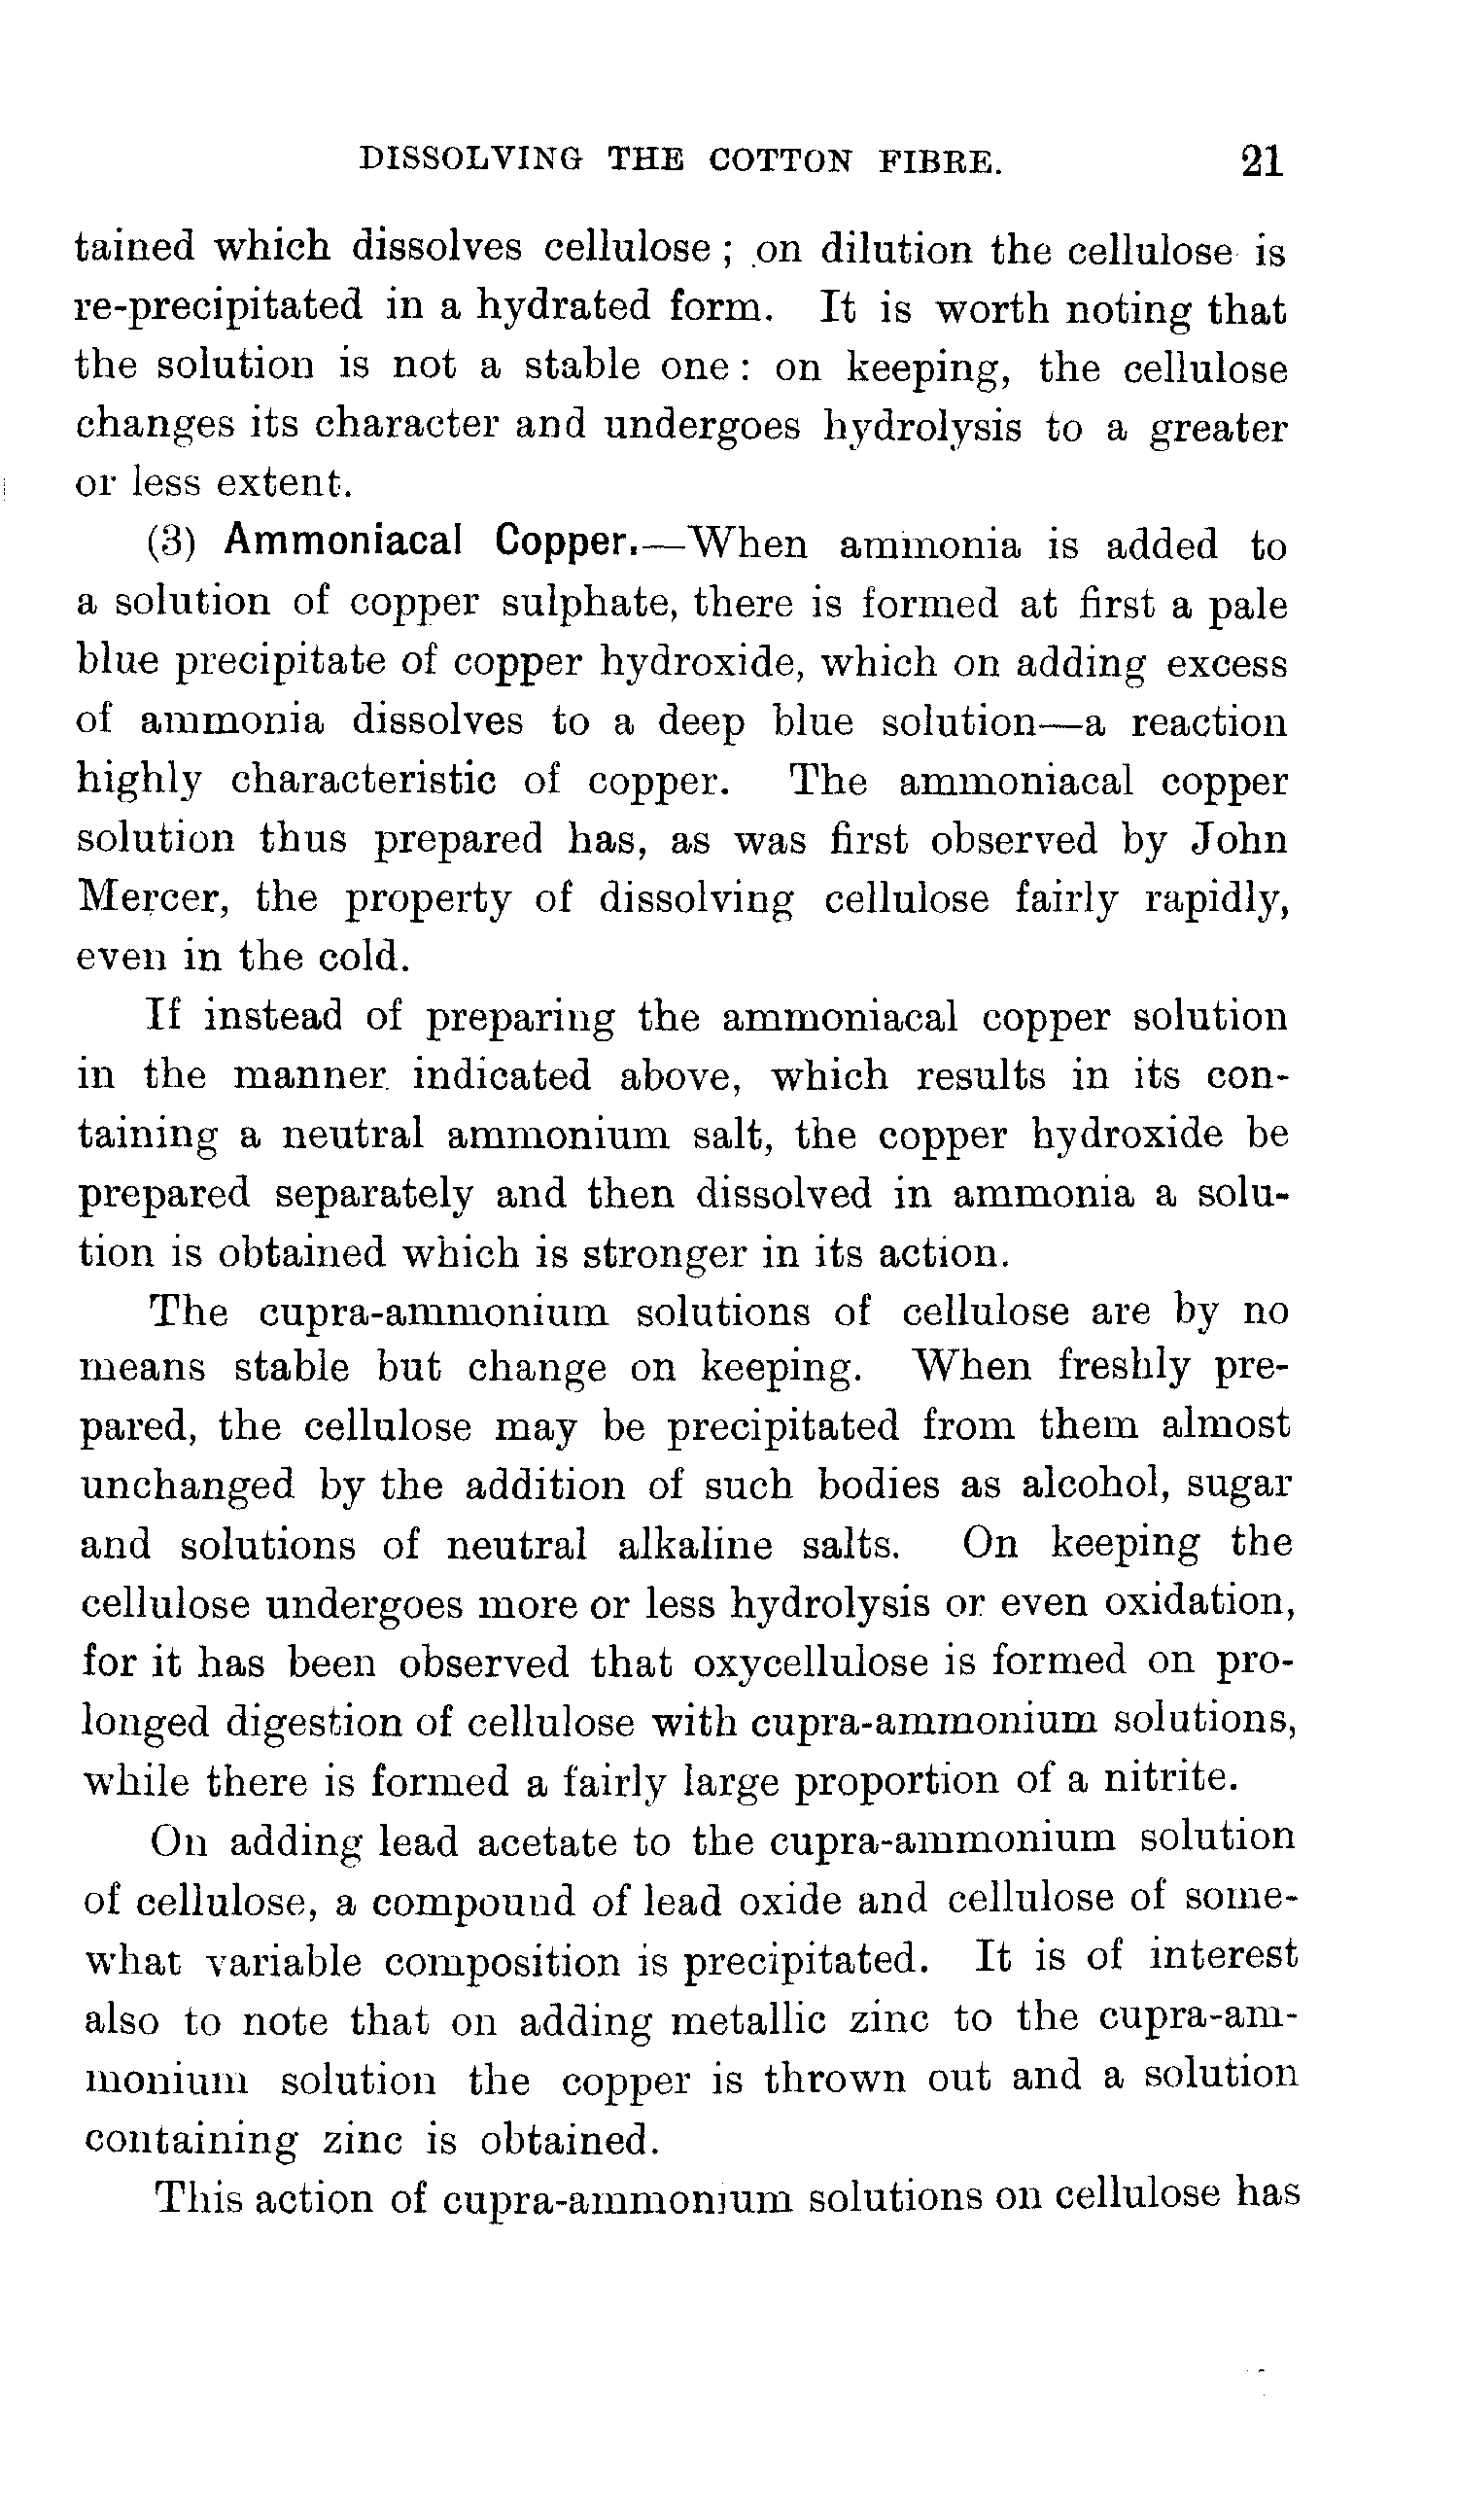 DISSOLVING THE COTTON FIBRE. 21
tained which dissolves cellulose ; on dilution the cellulose is
re-precipitated in a hydrated form. It is worth noting that
the solution is not a stable one : on keeping, the cellulose
changes its character and undergoes hydrolysis to a greater
or less extent.
(3) Ammoniacal Copper.—When ammonia is added to
a solution of copper sulphate, there is formed at first a pale
blue precipitate of copper hydroxide, which on adding excess
of ammonia dissolves to a deep blue solution—a reaction
highly characteristic of copper. The ammoniacal copper
solution thus prepared has, as was first observed by John
Mercer, the property of dissolving cellulose fairly rapidly,
even in the cold.
If instead of preparing the ammoniacal copper solution
in the manner indicated above, which results in its con-
taining a neutral ammonium salt, the copper hydroxide be
prepared separately and then dissolved in ammonia a solu-
tion is obtained which is stronger in its action.
The cupra-ammonium solutions of cellulose are by no
means stable but change on keeping. When freshly pre-
pared, the cellulose may be precipitated from them almost
unchanged by the addition of such bodies as alcohol, sugar
and solutions of neutral alkaline salts. On keeping the
cellulose undergoes more or less hydrolysis or even oxidation,
for it has been observed that oxycellulose is formed on pro-
longed digestion of cellulose with cupra-ammonium solutions,
while there is formed a fairly large proportion of a nitrite.
On adding lead acetate to the cupra-ammonium solution
of cellulose, a compound of lead oxide and cellulose of some-
what variable composition is precipitated. It is of interest
also to note that on adding metallic zinc to the cupra-am-
monium solution the copper is thrown out and a solution
containing zinc is obtained.
This action of cupra-ammonium solutions on cellulose has